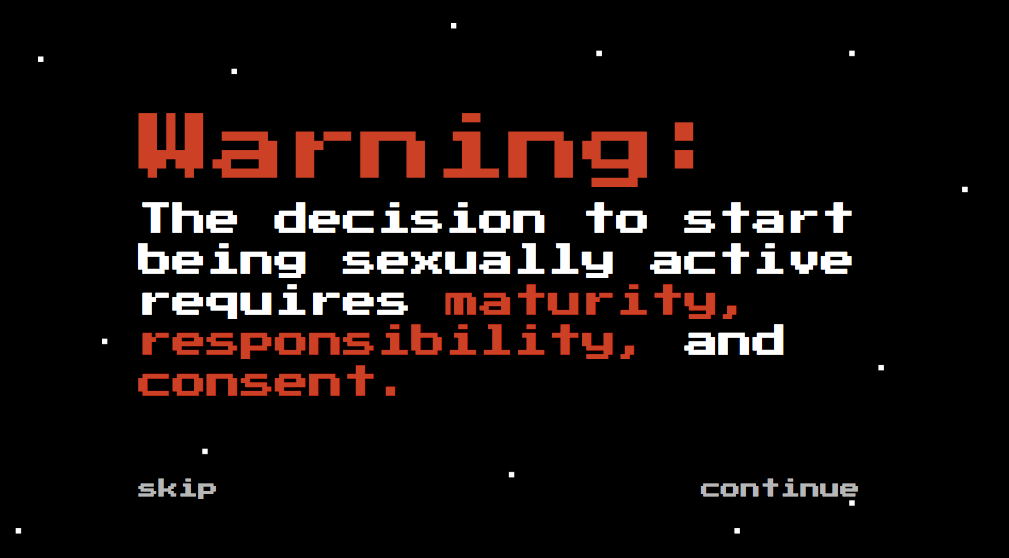 Warning:
The decision to start
being sexually active
requires maturity,
responsibility, and
consent.
skip
continue